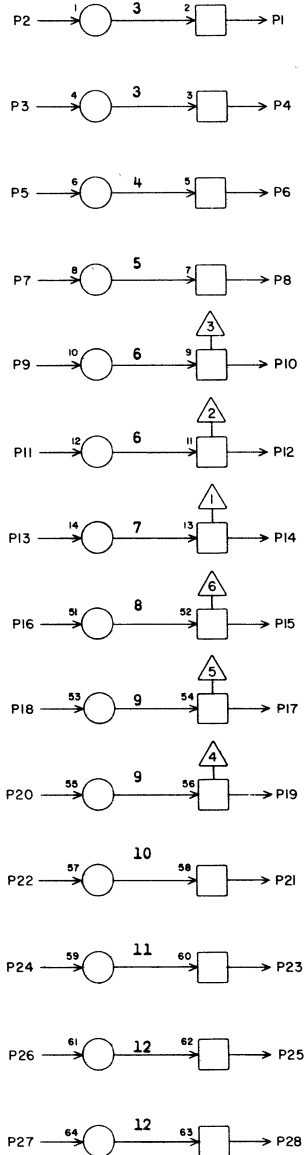 P2 1 3 2 P1
P3 4 3 3 P4
P5 6 4 5 P6
P7 8 5 7 P8
3
P9 10 6 9 P10
2
P11 12 6 11 P12
1
P13 14 7 13 P14
6
P16 51 8 52 P15
5
P18 53 9 54 P17
4
P20 55 9 56 P19
P22 57 10 58 P21
P24 59 11 60 P23
P26 61 12 62 P25
P27 64 12 63 P28